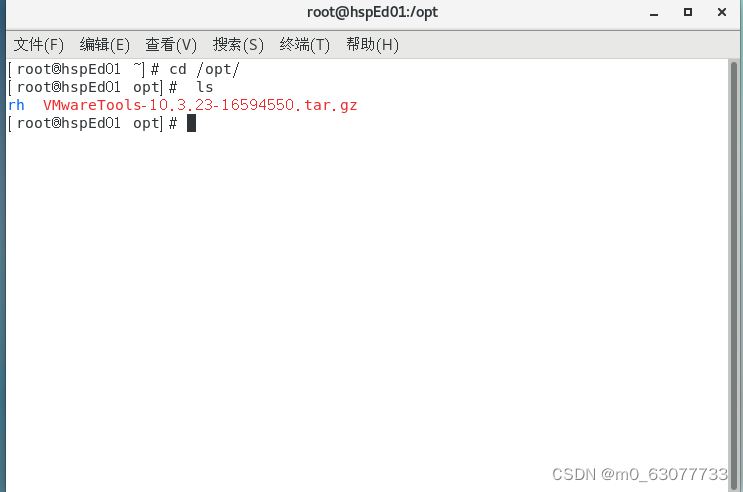 root@hspEd01:/opt
文件(F) 编辑(E) 查看(V) 搜索(S) 终端(T) 帮助(H)
[root@hspEd01 ~]# cd /opt/
[root@hspEd01 opt]#  ls
rh  VMwareTools-10.3.23-16594550.tar.gz
[root@hspEd01 opt]#
CSDN @m0_63077733